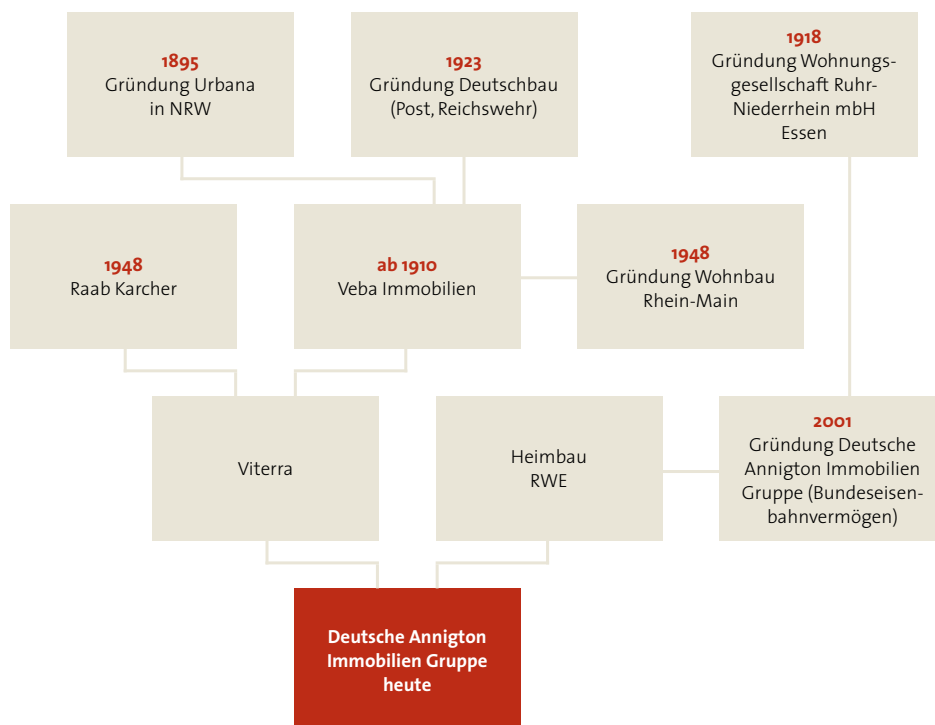 1895
Gründung Urbana
in NRW
1923
Gründung Deutschbau
(Post, Reichswehr)
1918
Gründung Wohnungs-
gesellschaft Ruhr-
Niederrhein mbH
Essen
1948
Raab Karcher
ab 1910
Veba Immobilien
1948
Gründung Wohnbau
Rhein-Main
Viterra
Heimbau
RWE
2001
Gründung Deutsche
Annigton Immobilien
Gruppe (Bundeseisen-
bahnvermögen)
Deutsche Annigton
Immobilien Gruppe
heute